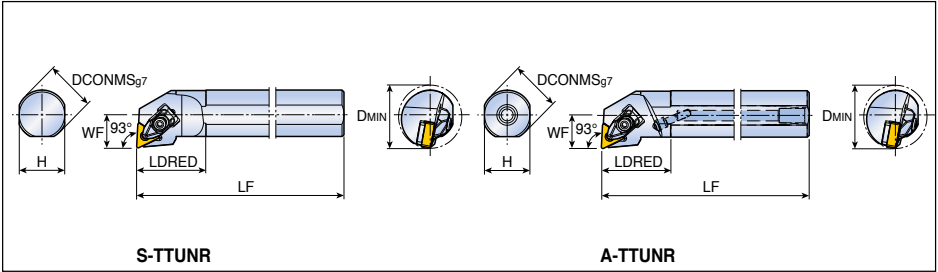 DCONMSg7
WF
93°
H
LDRED
LF
DMIN
S-TTUNR
DCONMSg7
WF
93°
H
LDRED
LF
DMIN
A-TTUNR